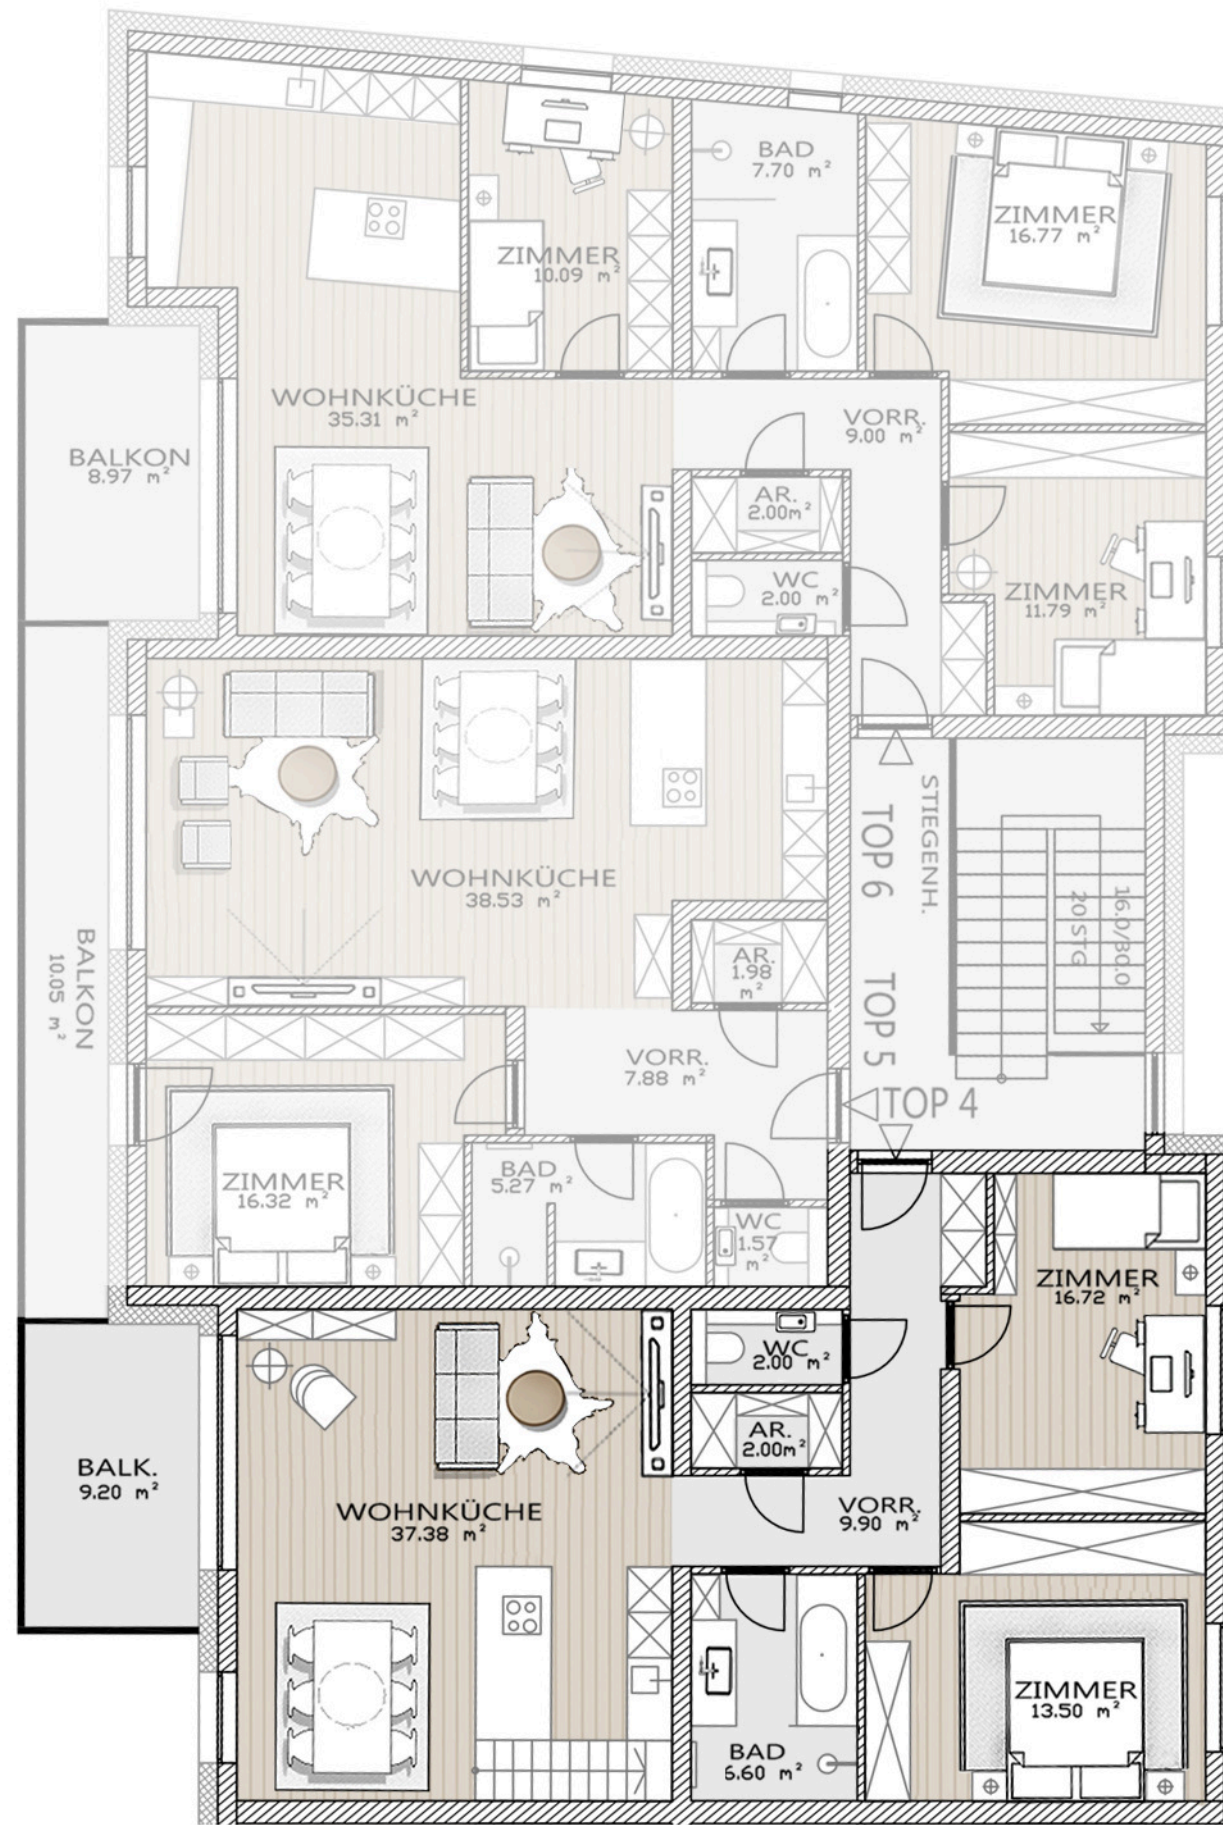 BAD
7.70 m²
ZIMMER
16.77 m²
ZIMMER
10.09 m²
WOHNKÜCHE
35.31 m²
VORR.
9.00 m²
BALKON
8.97 m²
AR.
2.00m²
WC
2.00 m²
ZIMMER
11.79 m²
STIEGENH.
TOP 6
WOHNKÜCHE
38.53 m²
16.0/30.0
20 STG
BALKON
10.05 m²
AR.
1.98
m²
TOP 5
VORR.
7.88 m²
TOP 4
BAD
5.27 m²
ZIMMER
16.32 m²
WC
1.57
m²
ZIMMER
16.72 m²
WC
2.00 m²
AR.
2.00m²
BALK.
9.20 m²
WOHNKÜCHE
37.38 m²
VORR.
9.90 m²
ZIMMER
13.50 m²
BAD
6.60 m²